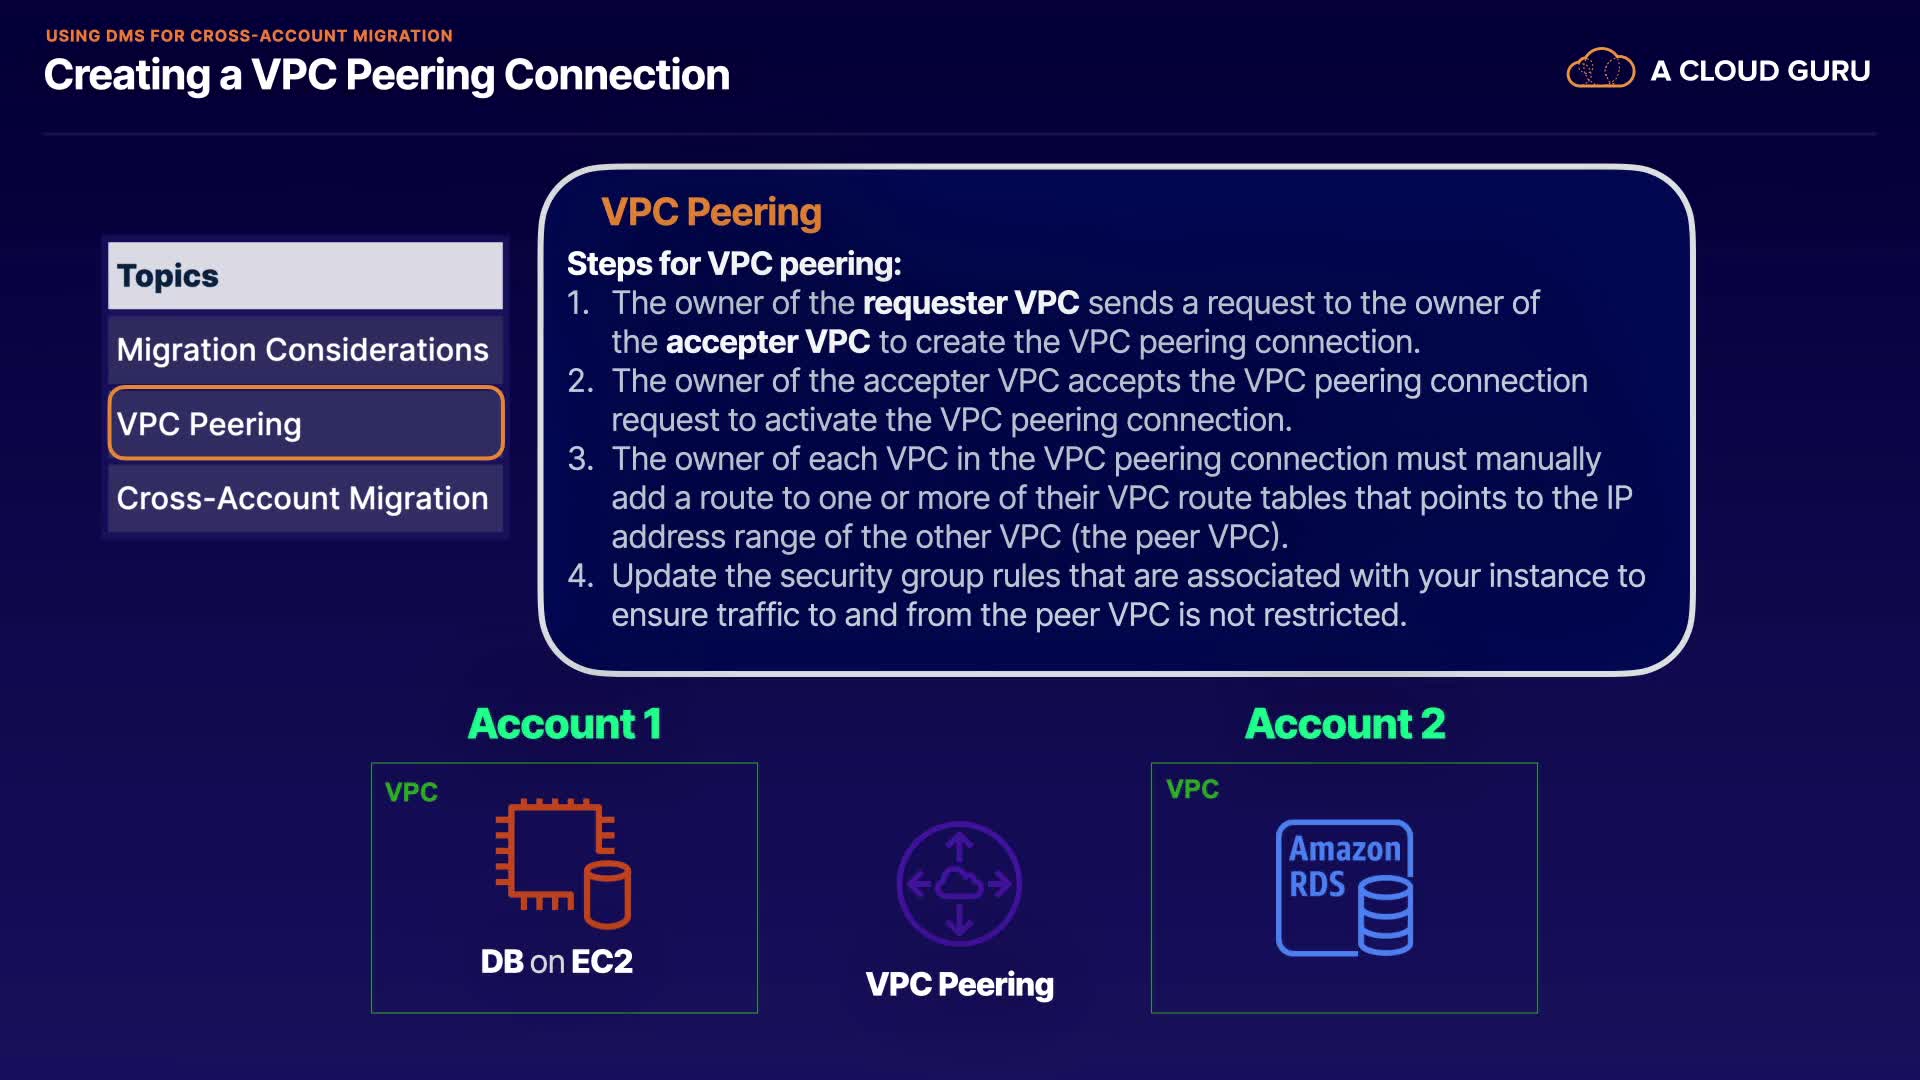 USING DMS FOR CROSS-ACCOUNT MIGRATION
Creating a VPC Peering Connection
A CLOUD GURU
Topics
Migration Considerations
VPC Peering
Cross-Account Migration
VPC Peering
Steps for VPC peering:
1. The owner of the requester VPC sends a request to the owner of
the accepter VPC to create the VPC peering connection.
2. The owner of the accepter VPC accepts the VPC peering connection
request to activate the VPC peering connection.
3. The owner of each VPC in the VPC peering connection must manually
add a route to one or more of their VPC route tables that points to the IP
address range of the other VPC (the peer VPC).
4. Update the security group rules that are associated with your instance to
ensure traffic to and from the peer VPC is not restricted.
Account 1
VPC
DB on EC2
VPC Peering
Account 2
VPC
Amazon
RDS